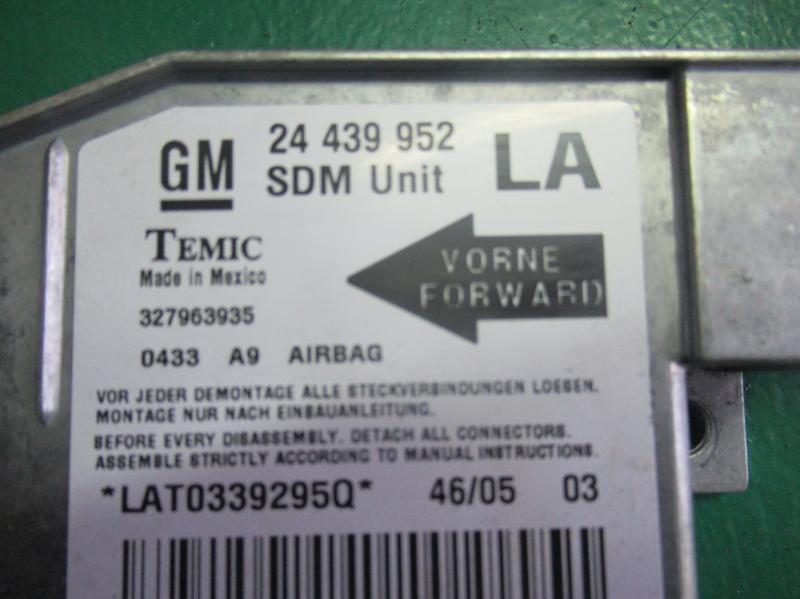 GM 24 439 952 LA
SDM Unit
TEMIC
Made in Mexico
VORNE
FORWARD
327963935
0433 A9 AIRBAG
VOR JEDER DEMONTAGE ALLE STECKVERBINDUNGEN LOESEN.
MONTAGE NUR NACH EINBAUANLEITUNG.
BEFORE EVERY DISASSEMBLY. DETACH ALL CONNECTORS.
ASSEMBLE STRICTLY ACCORDING TO MANUAL INSTRUCTIONS.
*LAT0339295Q* 46/05 03